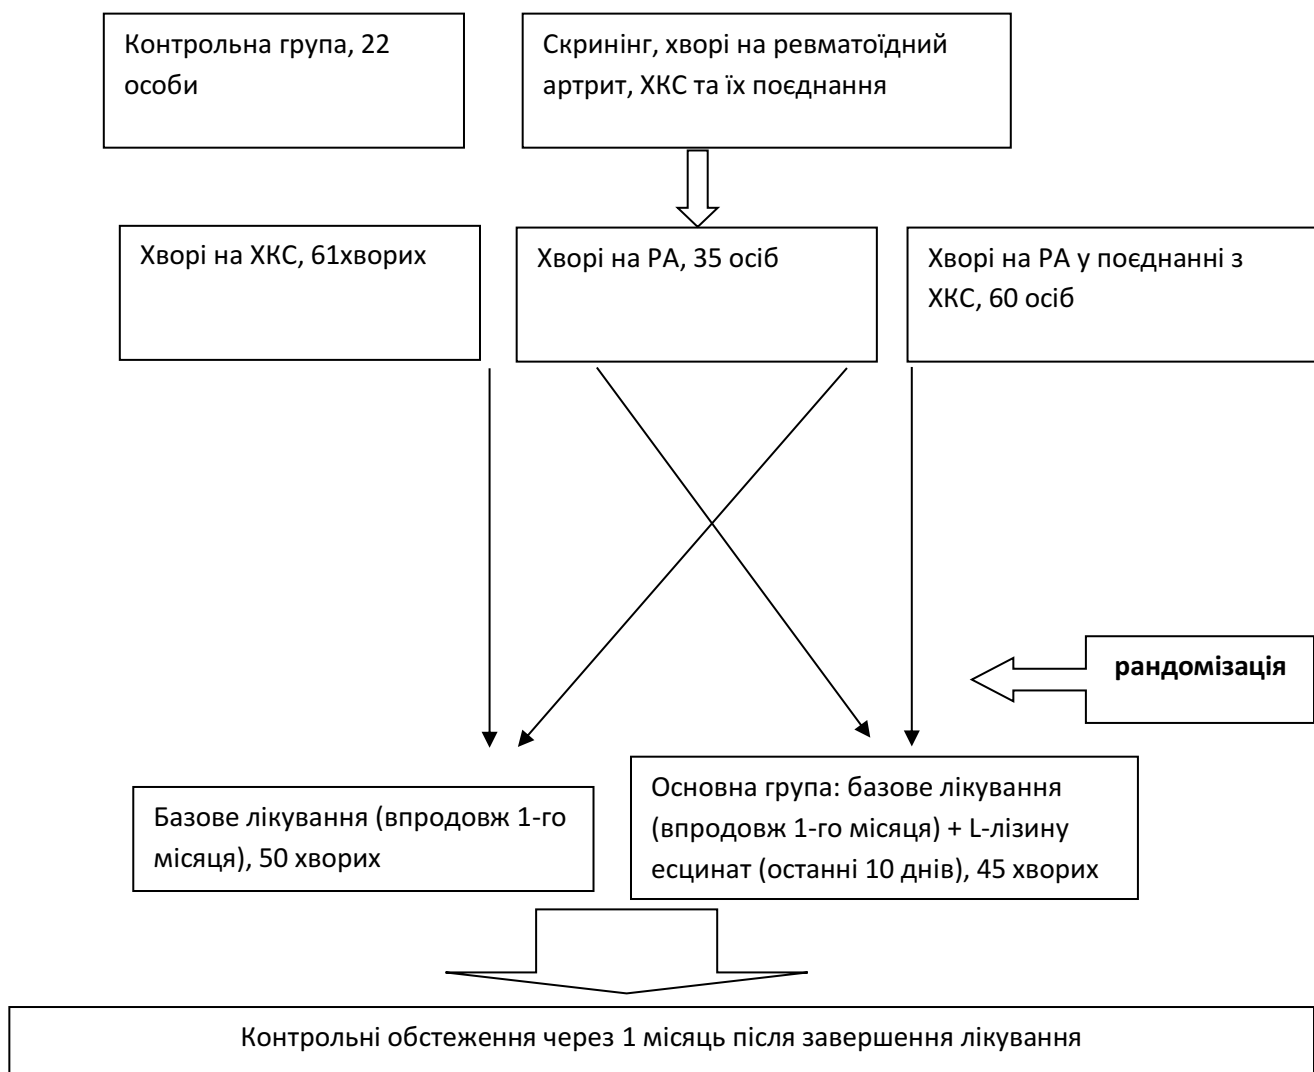 Контрольна група, 22
особи
Скринінг, хворі на ревматоїдний
артрит, ХКС та їх поєднання
Хворі на ХКС, 61хворих
Хворі на РА, 35 осіб
Хворі на РА у поєднанні з
ХКС, 60 осіб
рандомізація
Базове лікування (впродовж 1-го
місяця), 50 хворих
Основна група: базове лікування
(впродовж 1-го місяця) + L-лізину
есцинат (останні 10 днів), 45 хворих
Контрольні обстеження через 1 місяць після завершення лікування